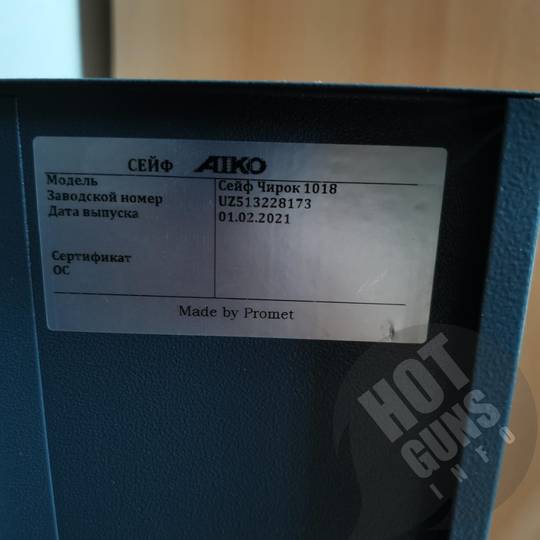 СЕЙФ AIKO
Модель Сейф Чирок 1018
Заводской номер UZ513228173
Дата выпуска 01.02.2021
Сертификат
ОС
Made by Promet
HOT
GUNS
INFO